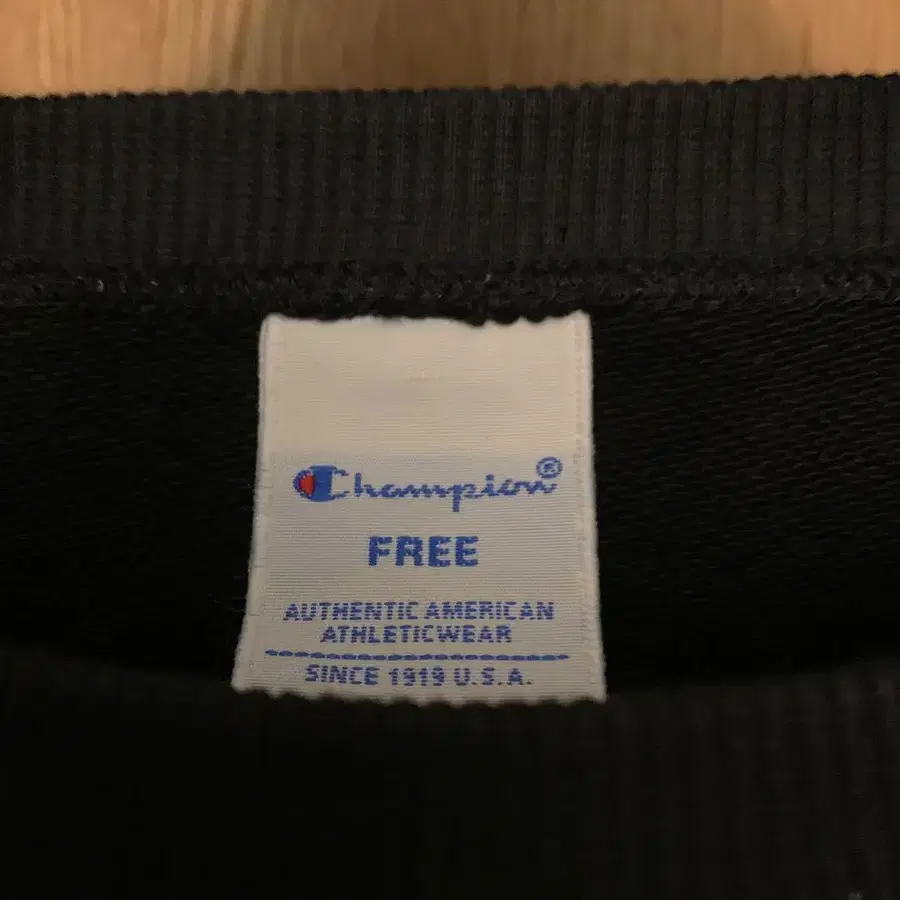 Champion®
FREE
AUTHENTIC AMERICAN
ATHLETICWEAR
SINCE 1919 U.S.A.